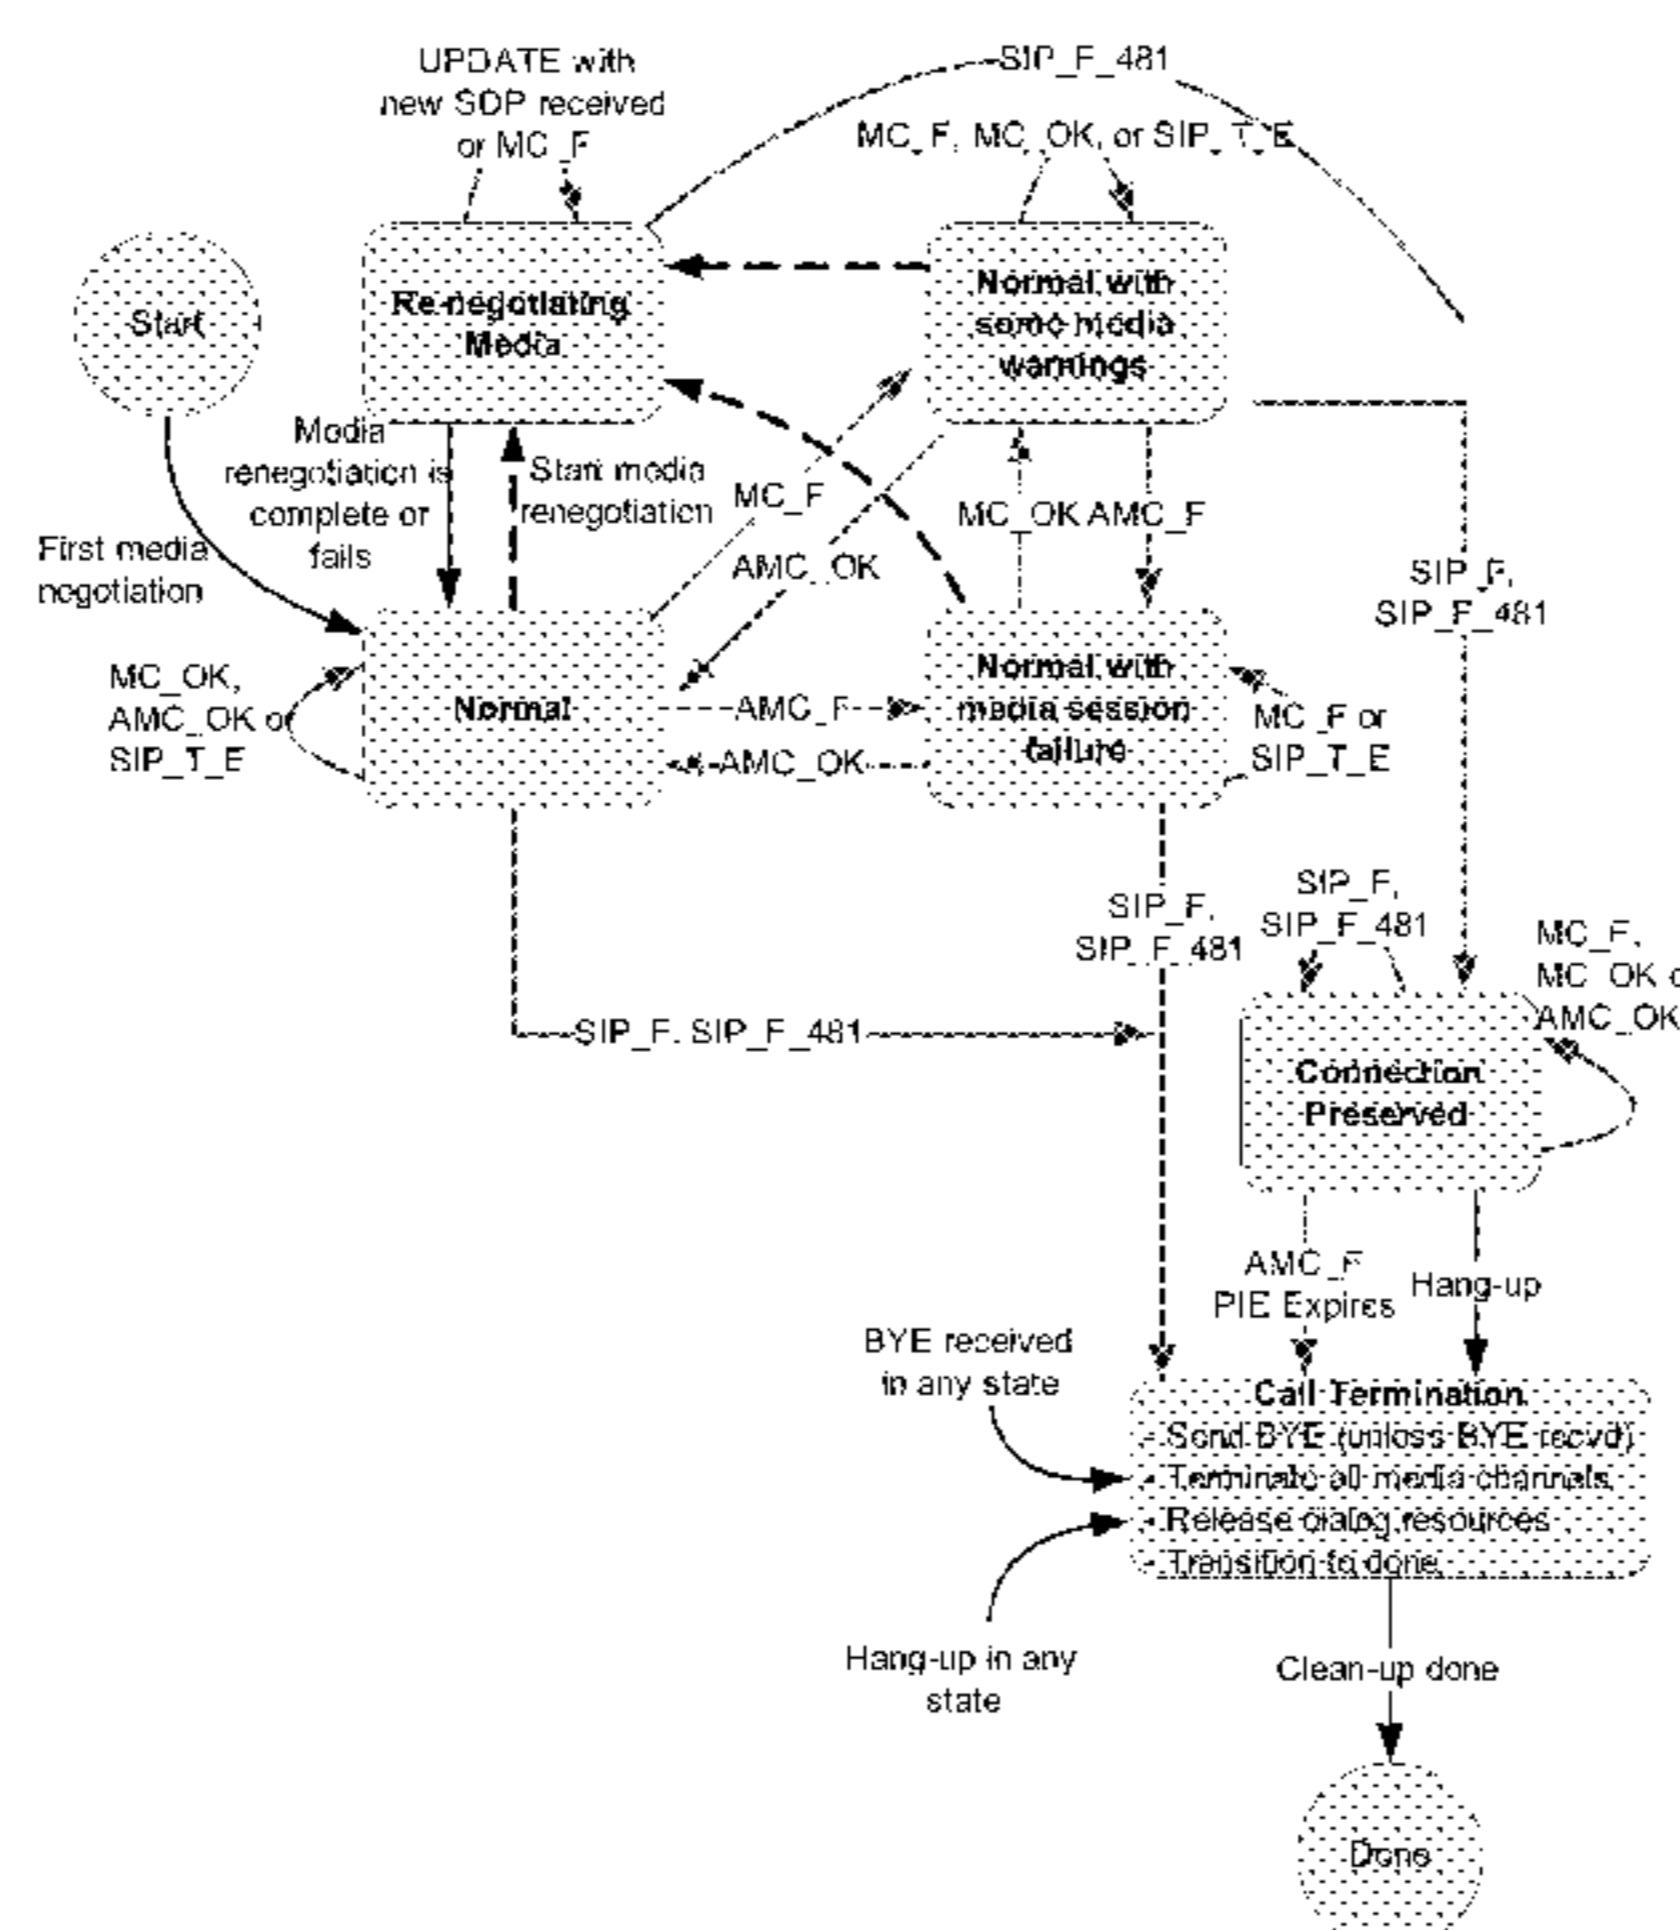 UPDATE with
new SDP received
or MC_F
SIP_F_481
MC_F, MC_OK, or SIP_T_E
Start
Re-negotiating
Media
Normal with
some media
warnings
Media
renegotiation is
complete or
fails
Start media
renegotiation
First media
negotiation
MC_F
AMC_OK
MC_OK
AMC_F
SIP_F,
SIP_F_481
MC_OK,
AMC_OK or
SIP_T_E
Normal
AMC_F
AMC_OK
Normal with
media session
failure
MC_F or
SIP_T_E
SIP_F,
SIP_F_481
SIP_F,
SIP_F_481
MC_F,
MC_OK
AMC_OK
SIP_F, SIP_F_481
Connection
Preserved
AMC_F
PIE Expires
Hang-up
BYE received
in any state
Call Termination
- Send BYE (unless BYE recvd)
- Terminate all media channels
- Release dialog resources
- Transition to done
Hang-up in any
state
Clean-up done
Done